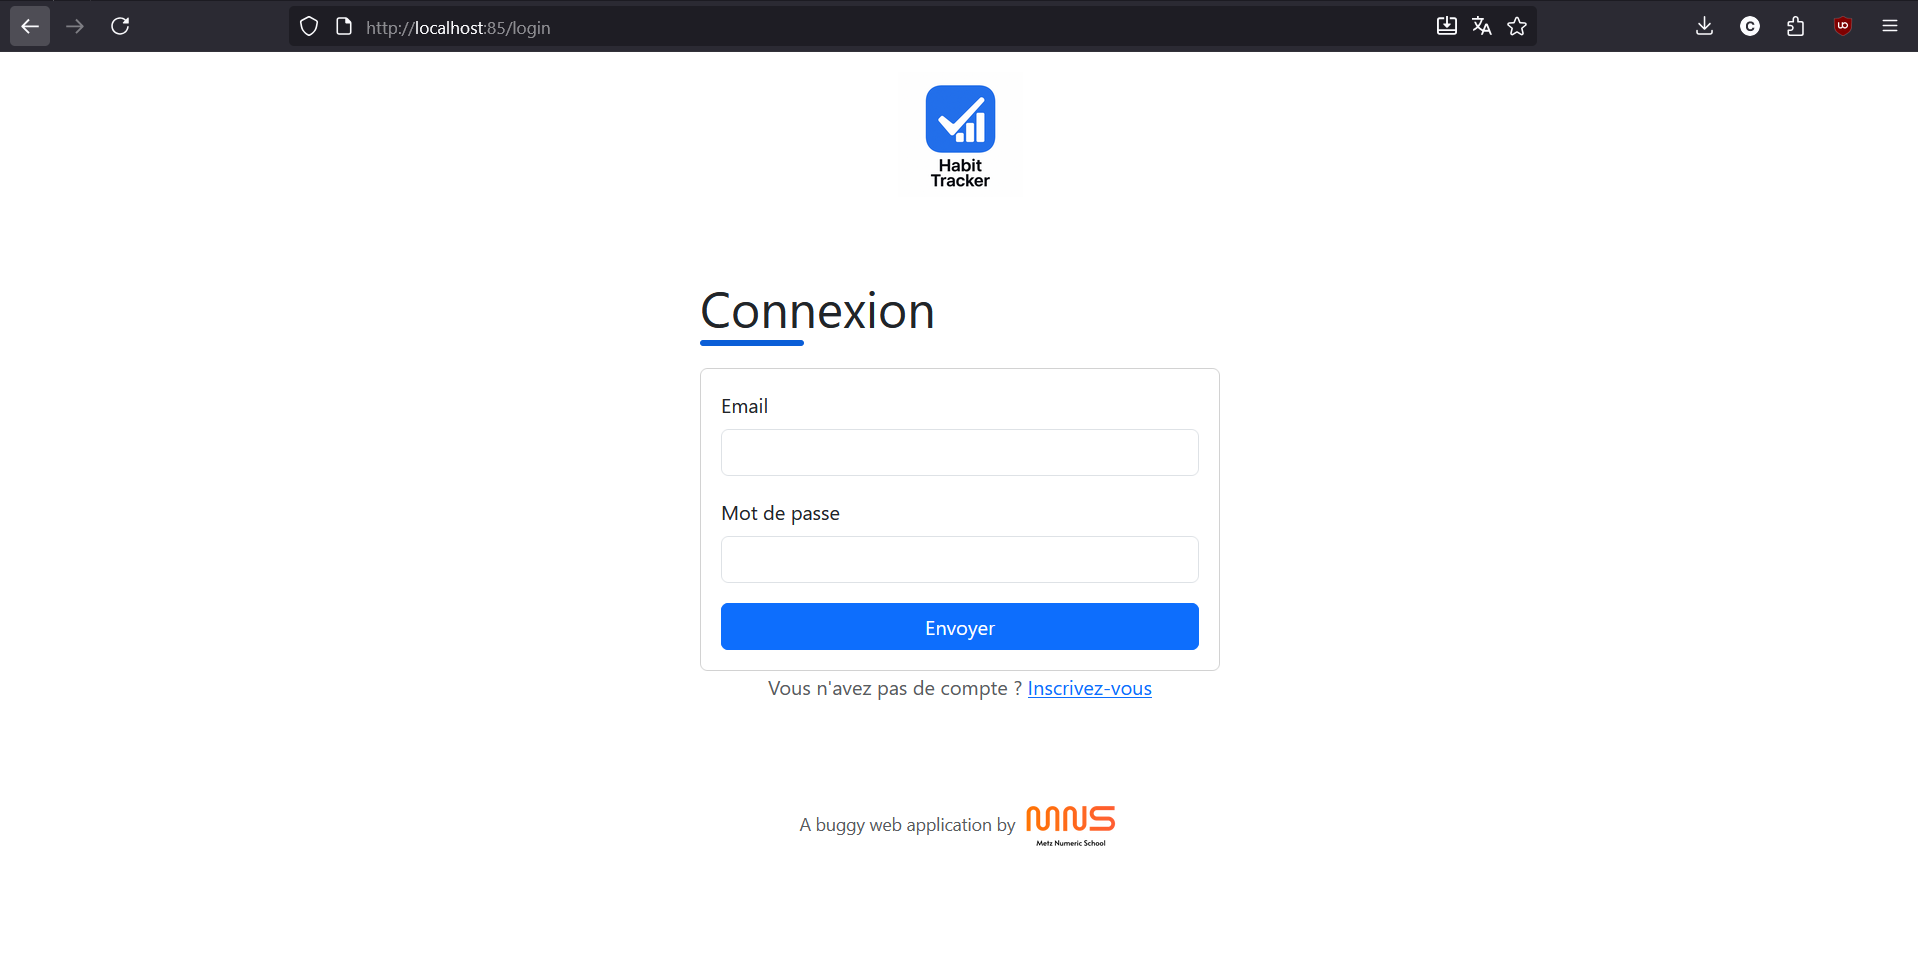 http://localhost:85/login
Habit
Tracker
Connexion
Email
Mot de passe
Envoyer
Vous n'avez pas de compte ? Inscrivez-vous
A buggy web application by MNS
Metz Numeric School